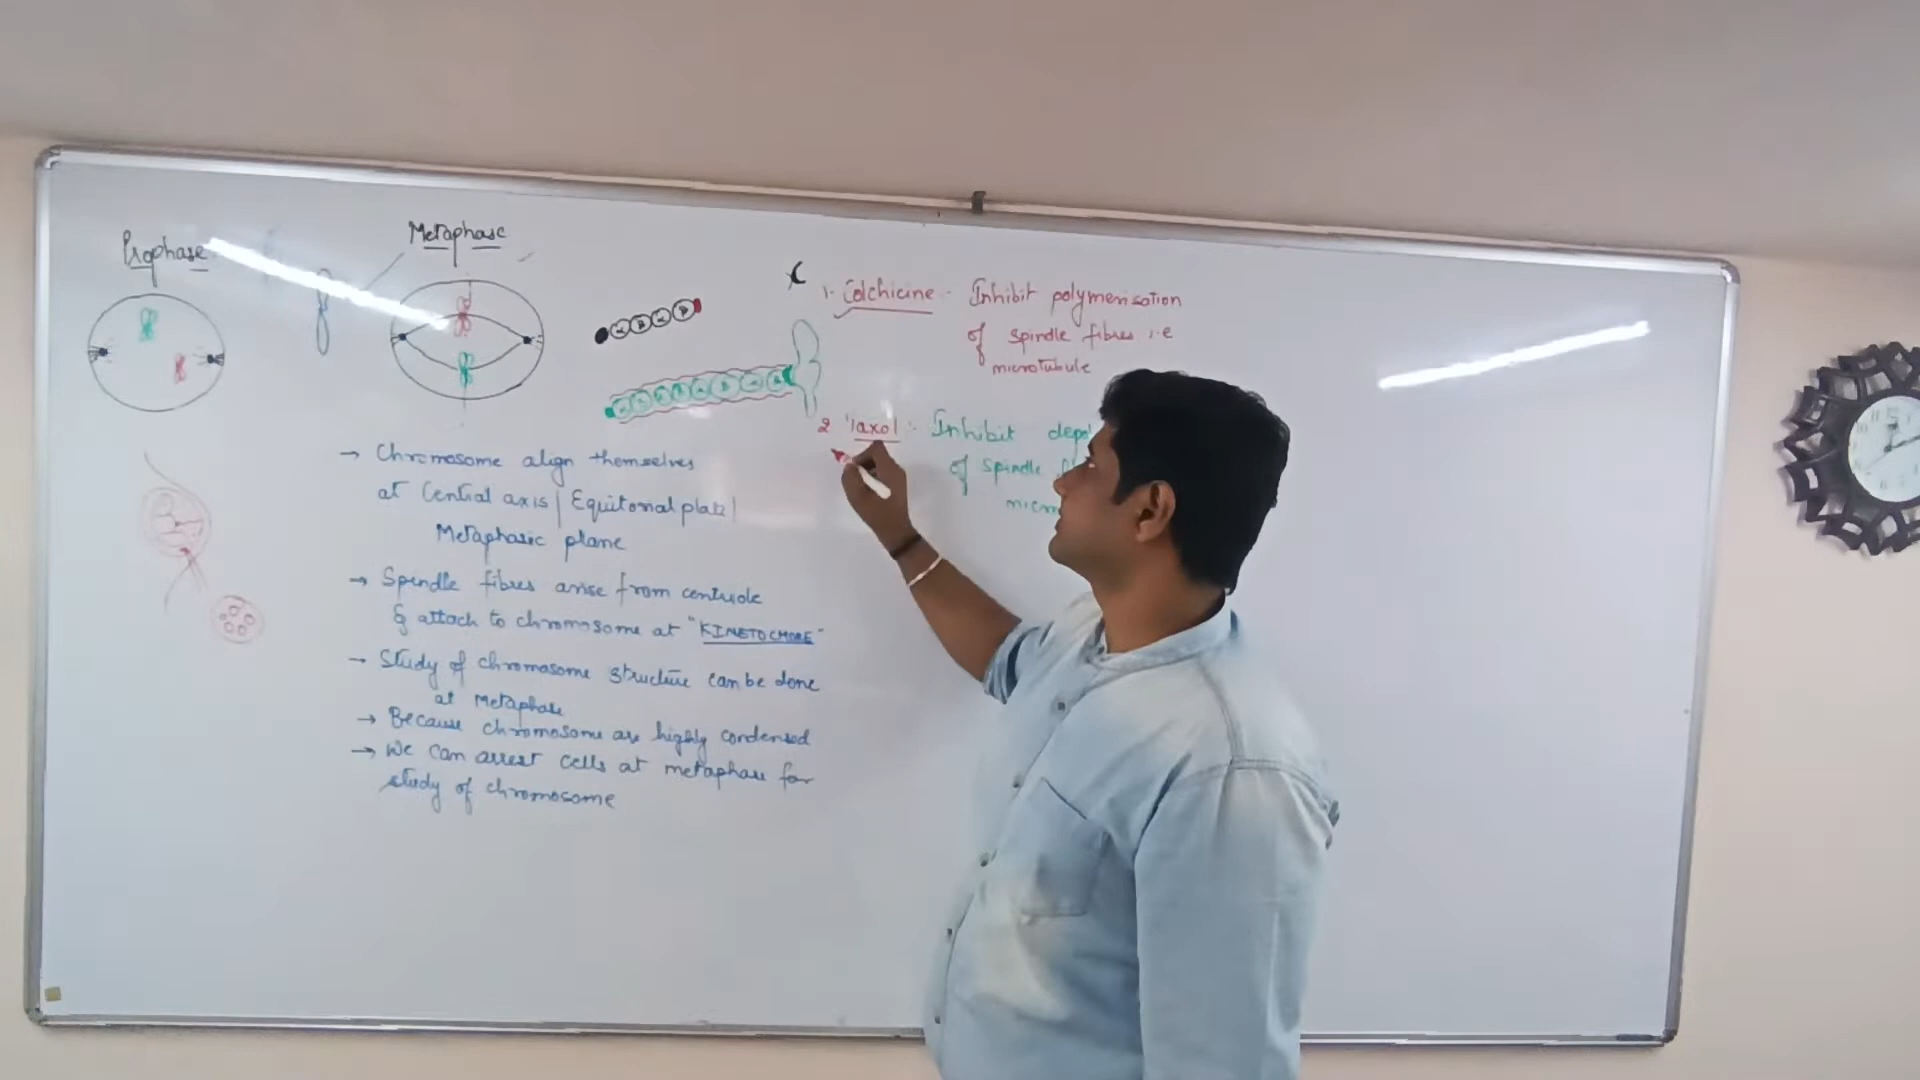 Prophase
Metaphase
1. Colchicine - Inhibit polymerisation
of spindle fibres i.e
microtubule
2 Taxol :- Inhibit depol
of spindle
micro
→ Chromosome align themselves
at Central axis | Equitorial plate |
Metaphasic plane
→ Spindle fibres arise from centriole
& attach to chromosome at "KINETOCHORE"
→ Study of chromosome structure can be done
at Metaphase
→ Because chromosome are highly condensed
→ We can arrest cells at metaphase for
study of chromosome